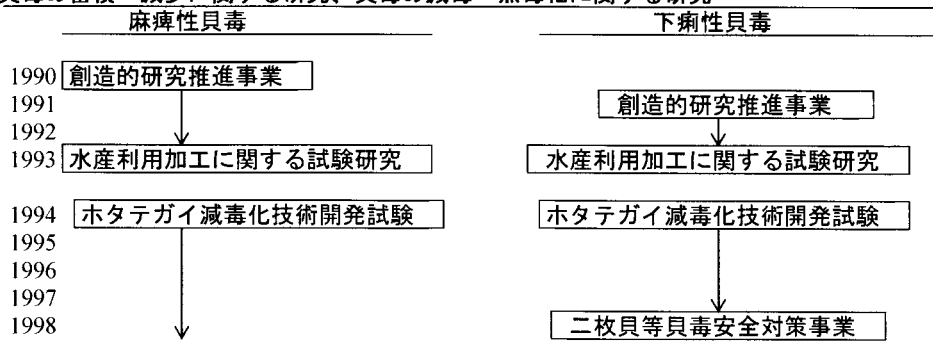 麻痺性貝毒 下痢性貝毒
1990 創造的研究推進事業
1991 創造的研究推進事業
1992
1993 水産利用加工に関する試験研究 水産利用加工に関する試験研究
1994 ホタテガイ減毒化技術開発試験 ホタテガイ減毒化技術開発試験
1995
1996
1997
1998 二枚貝等貝毒安全対策事業